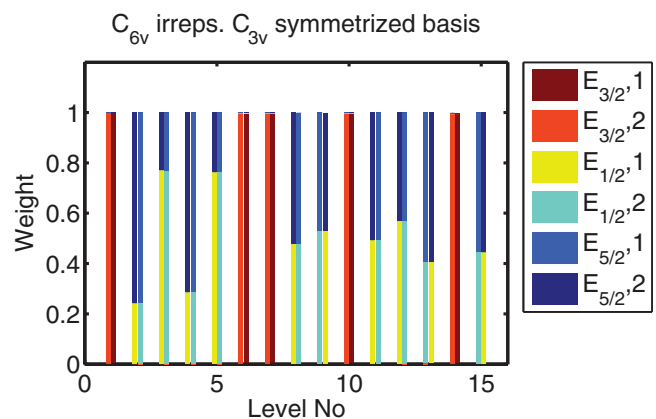 C6v irreps. C3v symmetrized basis
Weight
1
0.8
0.6
0.4
0.2
0
0 5 10 15
Level No
E3/2,1
E3/2,2
E1/2,1
E1/2,2
E5/2,1
E5/2,2